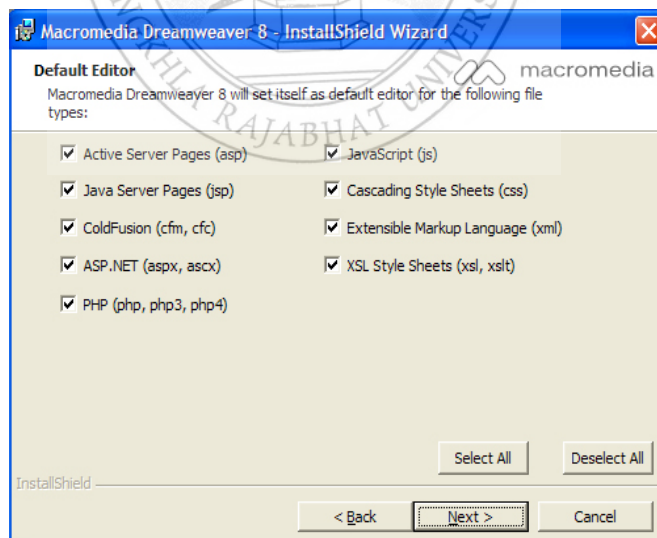 Macromedia Dreamweaver 8 - InstallShield Wizard
Default Editor
macromedia
Macromedia Dreamweaver 8 will set itself as default editor for the following file
types:
RAJABHAT
Active Server Pages (asp)
JavaScript (js)
Java Server Pages (jsp)
Cascading Style Sheets (css)
ColdFusion (cfm, cfc)
Extensible Markup Language (xml)
ASP.NET (aspx, ascx)
XSL Style Sheets (xsl, xslt)
PHP (php, php3, php4)
Select All
Deselect All
InstallShield
< Back
Next >
Cancel